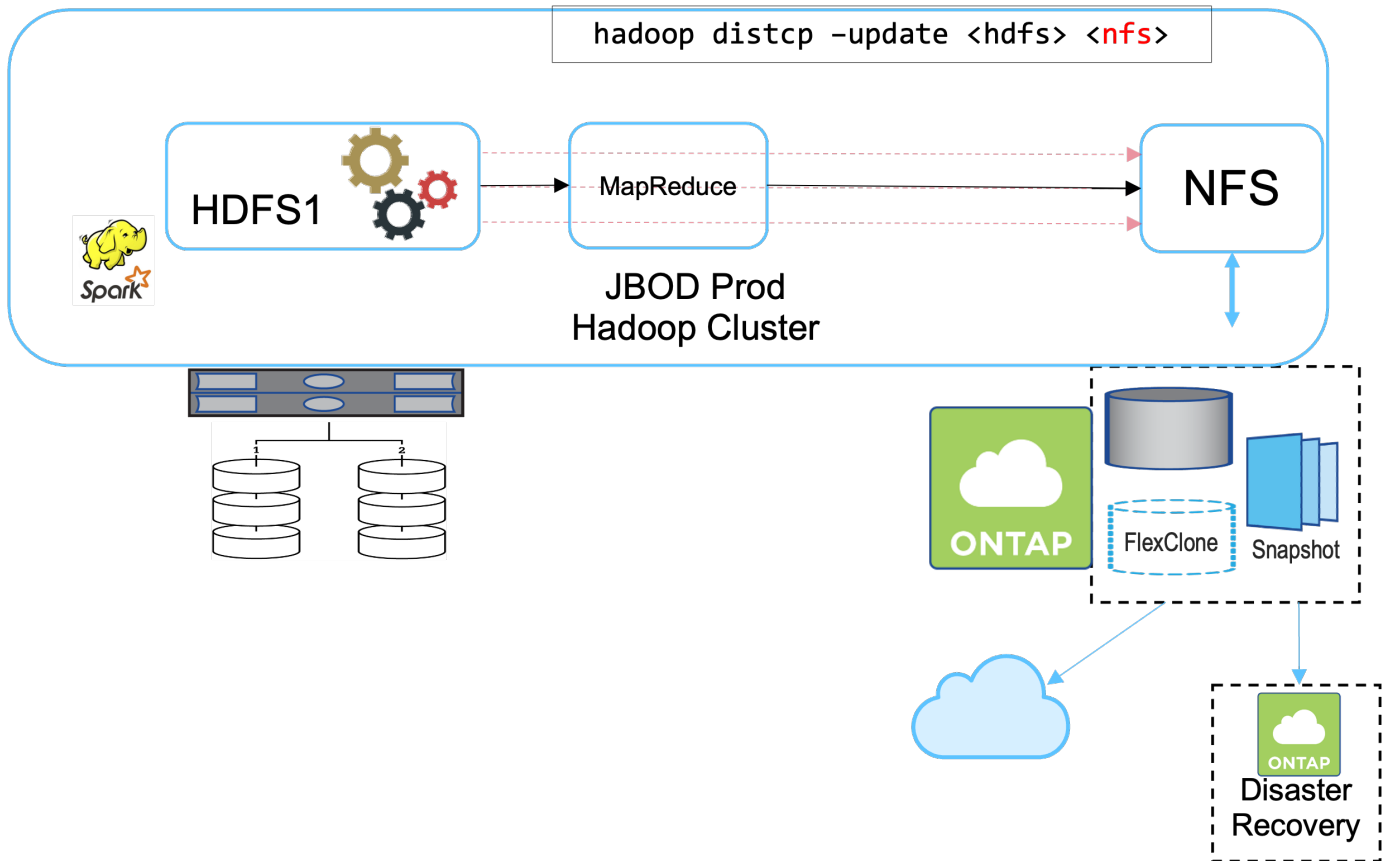 hadoop distcp –update <hdfs> <nfs>
HDFS1
MapReduce
NFS
Spark
JBOD Prod
Hadoop Cluster
1
2
ONTAP
FlexClone
Snapshot
ONTAP
Disaster
Recovery